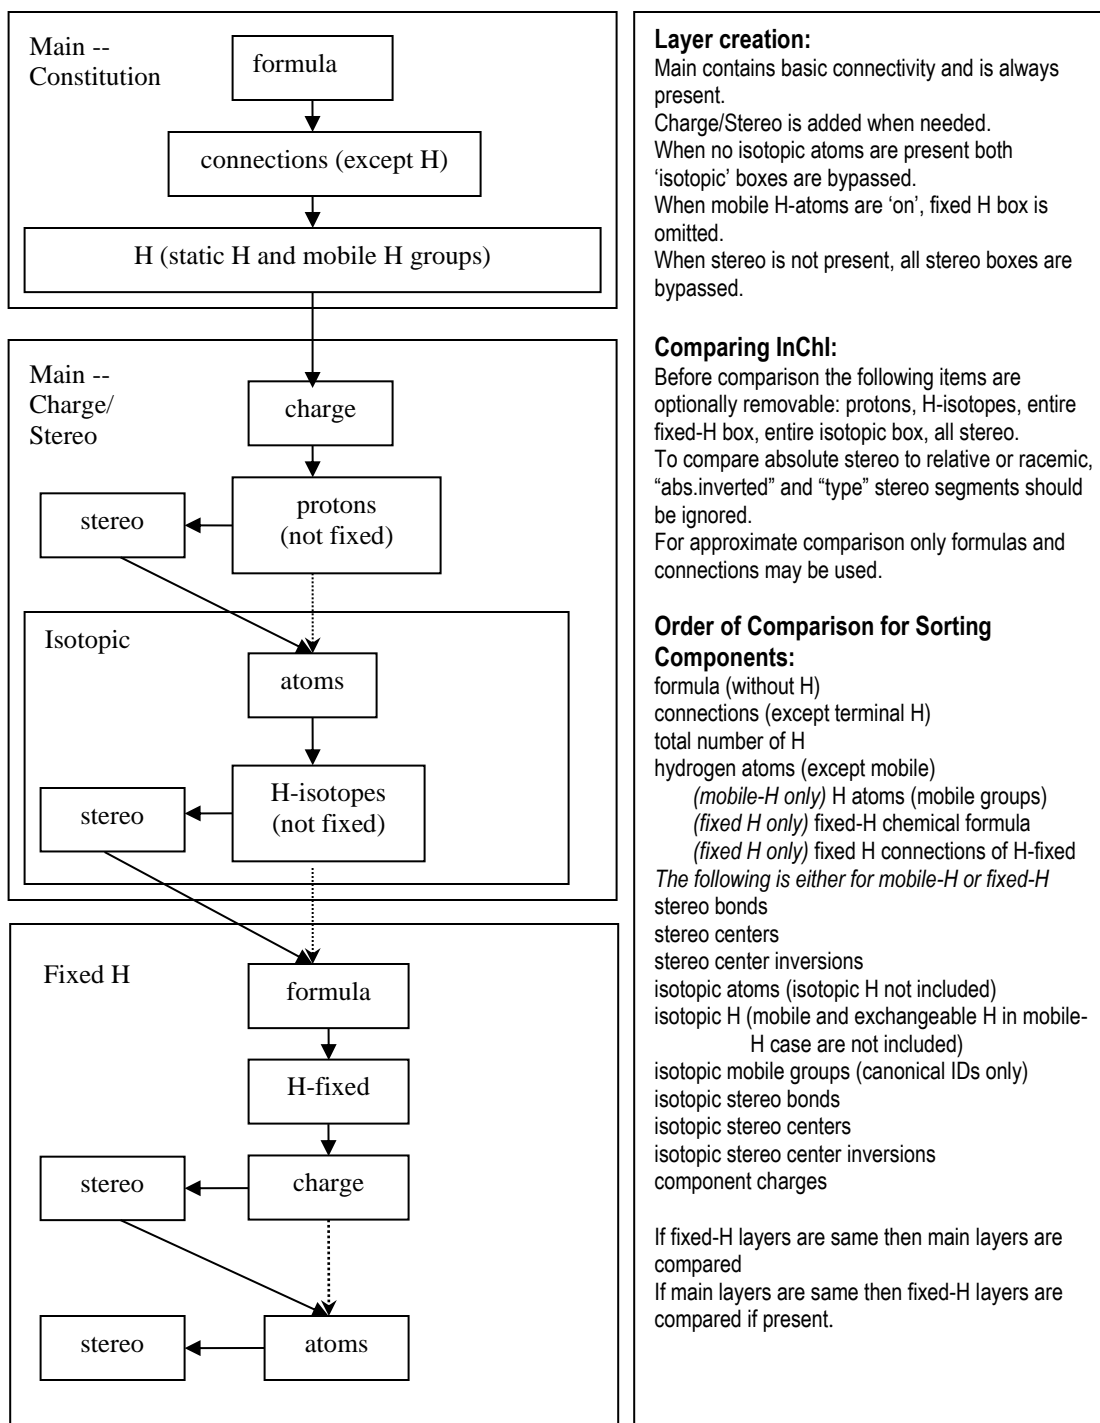 Main --
Constitution
formula
connections (except H)
H (static H and mobile H groups)
Main --
Charge/
Stereo
charge
protons
(not fixed)
stereo
Isotopic
atoms
H-isotopes
(not fixed)
stereo
Fixed H
formula
H-fixed
charge
stereo
atoms
stereo
Layer creation:
Main contains basic connectivity and is always
present.
Charge/Stereo is added when needed.
When no isotopic atoms are present both
‘isotopic’ boxes are bypassed.
When mobile H-atoms are ‘on’, fixed H box is
omitted.
When stereo is not present, all stereo boxes are
bypassed.
Comparing InChI:
Before comparison the following items are
optionally removable: protons, H-isotopes, entire
fixed-H box, entire isotopic box, all stereo.
To compare absolute stereo to relative or racemic,
“abs.inverted” and “type” stereo segments should
be ignored.
For approximate comparison only formulas and
connections may be used.
Order of Comparison for Sorting
Components:
formula (without H)
connections (except terminal H)
total number of H
hydrogen atoms (except mobile)
(mobile-H only) H atoms (mobile groups)
(fixed H only) fixed-H chemical formula
(fixed H only) fixed H connections of H-fixed
The following is either for mobile-H or fixed-H
stereo bonds
stereo centers
stereo center inversions
isotopic atoms (isotopic H not included)
isotopic H (mobile and exchangeable H in mobile-
H case are not included)
isotopic mobile groups (canonical IDs only)
isotopic stereo bonds
isotopic stereo centers
isotopic stereo center inversions
component charges
If fixed-H layers are same then main layers are
compared
If main layers are same then fixed-H layers are
compared if present.